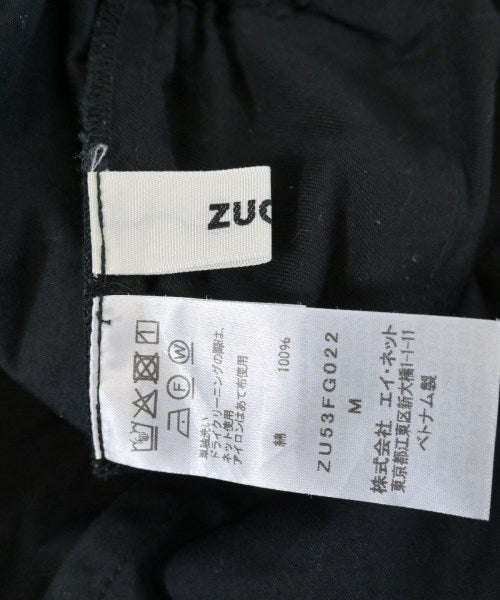 ZUC
F W
単独洗い
ドライクリーニングの際は、
ネット使用
アイロンはあて布使用
綿 100%
ZU53FG022
M
株式会社 エイ・ネット
東京都江東区新大橋1-1-11
ベトナム製